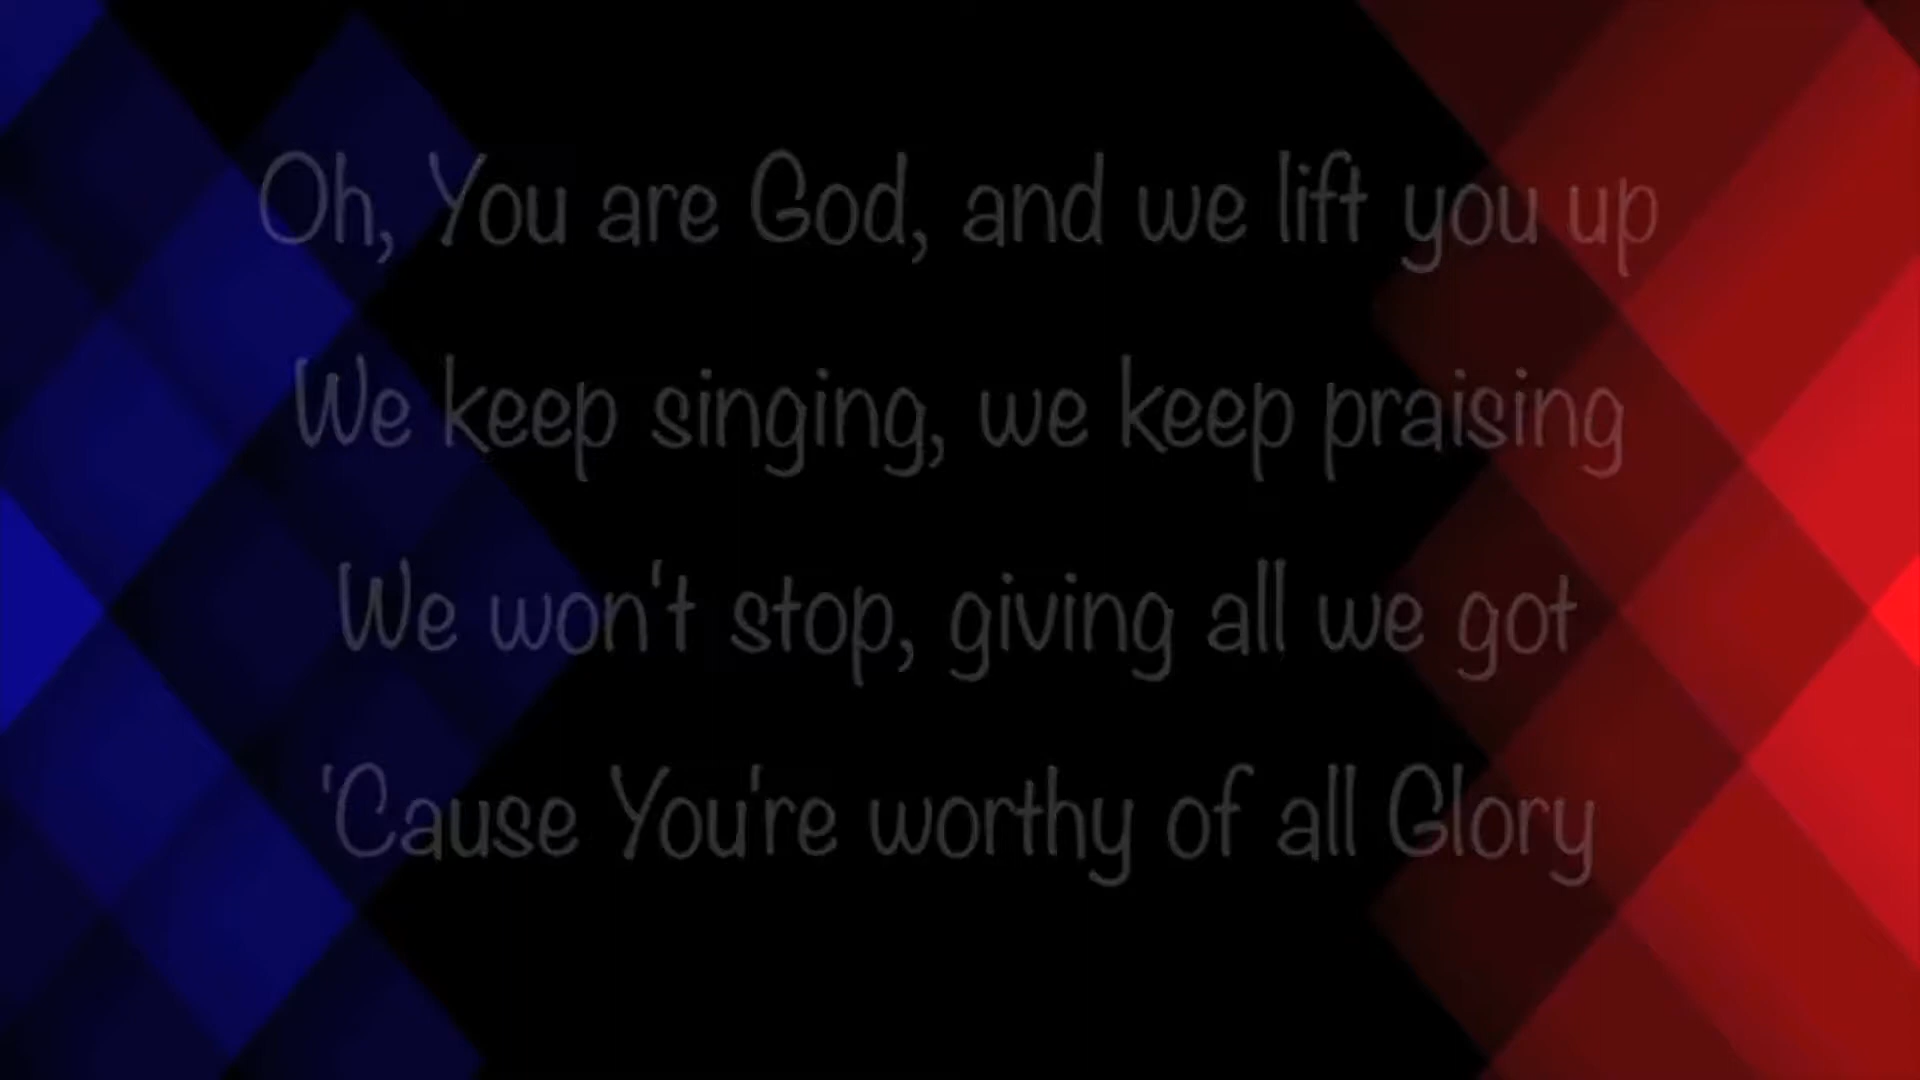 Oh, You are God, and we lift you up
We keep singing, we keep praising
We won't stop, giving all we got
'Cause You're worthy of all Glory